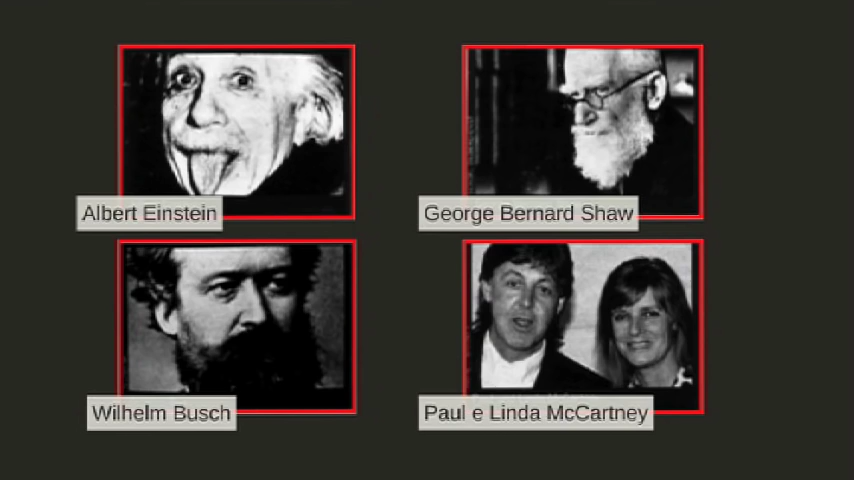 Albert Einstein
George Bernard Shaw
Wilhelm Busch
Paul e Linda McCartney